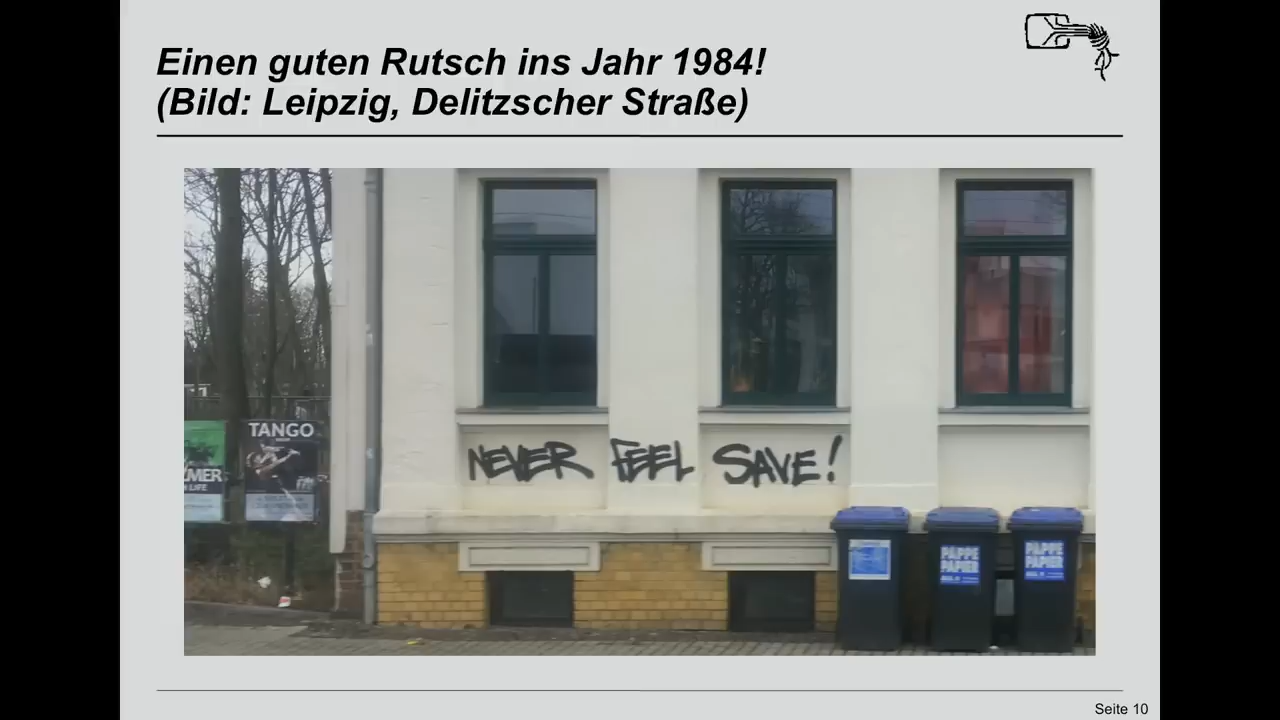 Einen guten Rutsch ins Jahr 1984!
(Bild: Leipzig, Delitzscher Straße)
TANGO
LIFE
NEVER FEEL SAVE!
PAPPE
PAPIER
PAPPE
PAPIER
Seite 10